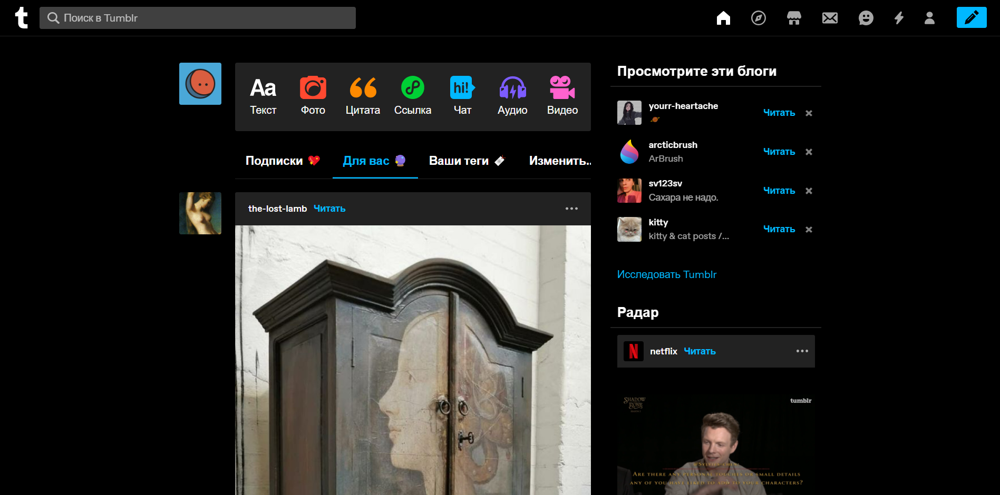 t
Поиск в Tumblr
Aa
hi!
Текст
Фото
Цитата
Ссылка
Чат
Аудио
Видео
Подписки
Для вас
Ваши теги
Изменить..
the-lost-lamb Читать
Просмотрите эти блоги
yourr-heartache
Читать
arcticbrush
ArBrush
Читать
sv123sv
Сахара не надо.
Читать
kitty
kitty & cat posts /...
Читать
Исследовать Tumblr
Радар
N
netflix Читать
SHADOW
BONE
tumblr
ARE THERE ANY PERSONAL TOUCHES OR SMALL DETAILS
ANY OF YOU HAVE LIKED TO ADD TO YOUR CHARACTERS?